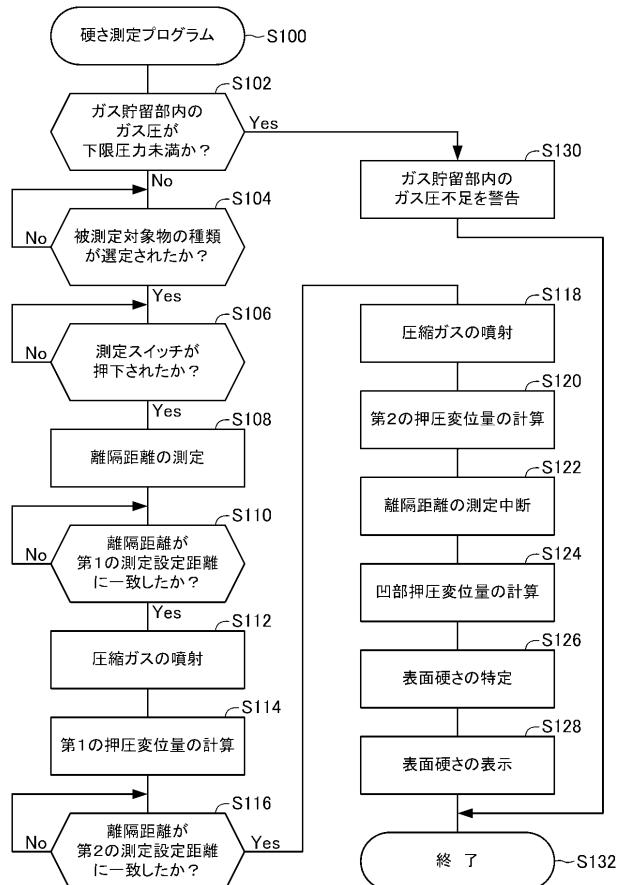 硬さ測定プログラム
S100
S102
ガス貯留部内の
ガス圧が
下限圧力未満か？
Yes
No
S104
被測定対象物の種類
が選定されたか？
No
Yes
S106
測定スイッチが
押下されたか？
No
Yes
S108
離隔距離の測定
S110
離隔距離が
第１の測定設定距離
に一致したか？
No
Yes
S112
圧縮ガスの噴射
S114
第１の押圧変位量の計算
S116
離隔距離が
第２の測定設定距離
に一致したか？
No
Yes
S118
圧縮ガスの噴射
S120
第２の押圧変位量の計算
S122
離隔距離の測定中断
S124
凹部押圧変位量の計算
S126
表面硬さの特定
S128
表面硬さの表示
S130
ガス貯留部内の
ガス圧不足を警告
終 了
S132